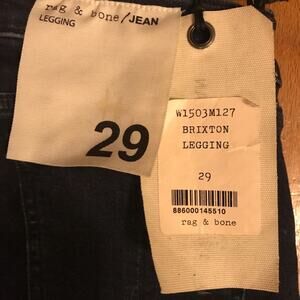 rag & bone/JEAN
LEGGING
29
W1503M127
BRIXTON
LEGGING
29
886000145510
rag & bone